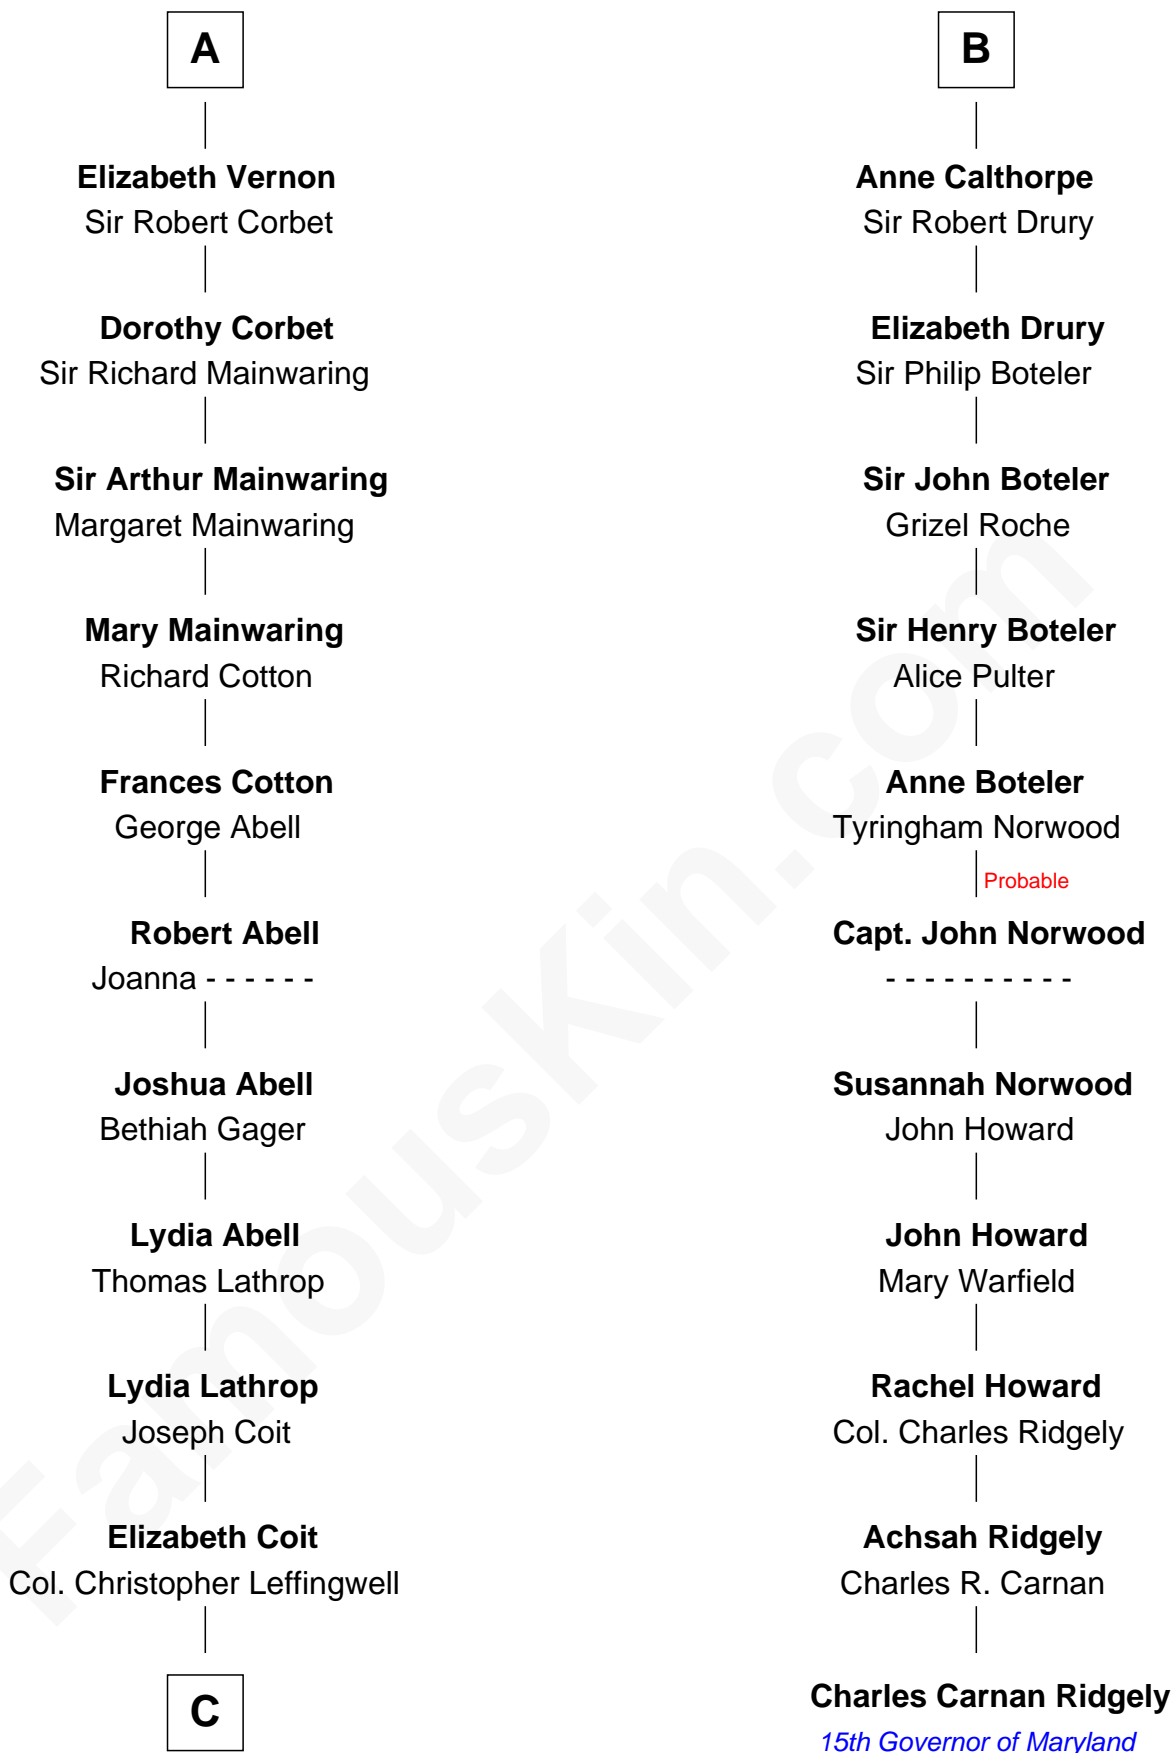 A
Elizabeth Vernon
Sir Robert Corbet
Dorothy Corbet
Sir Richard Mainwaring
Sir Arthur Mainwaring
Margaret Mainwaring
Mary Mainwaring
Richard Cotton
Frances Cotton
George Abell
Robert Abell
Joanna - - - - - -
Joshua Abell
Bethiah Gager
Lydia Abell
Thomas Lathrop
Lydia Lathrop
Joseph Coit
Elizabeth Coit
Col. Christopher Leffingwell
C
B
Anne Calthorpe
Sir Robert Drury
Elizabeth Drury
Sir Philip Boteler
Sir John Boteler
Grizel Roche
Sir Henry Boteler
Alice Pulter
Anne Boteler
Tyringham Norwood
Probable
Capt. John Norwood
- - - - - - - - - -
Susannah Norwood
John Howard
John Howard
Mary Warfield
Rachel Howard
Col. Charles Ridgely
Achsah Ridgely
Charles R. Carnan
Charles Carnan Ridgely
15th Governor of Maryland
FamousKin.com